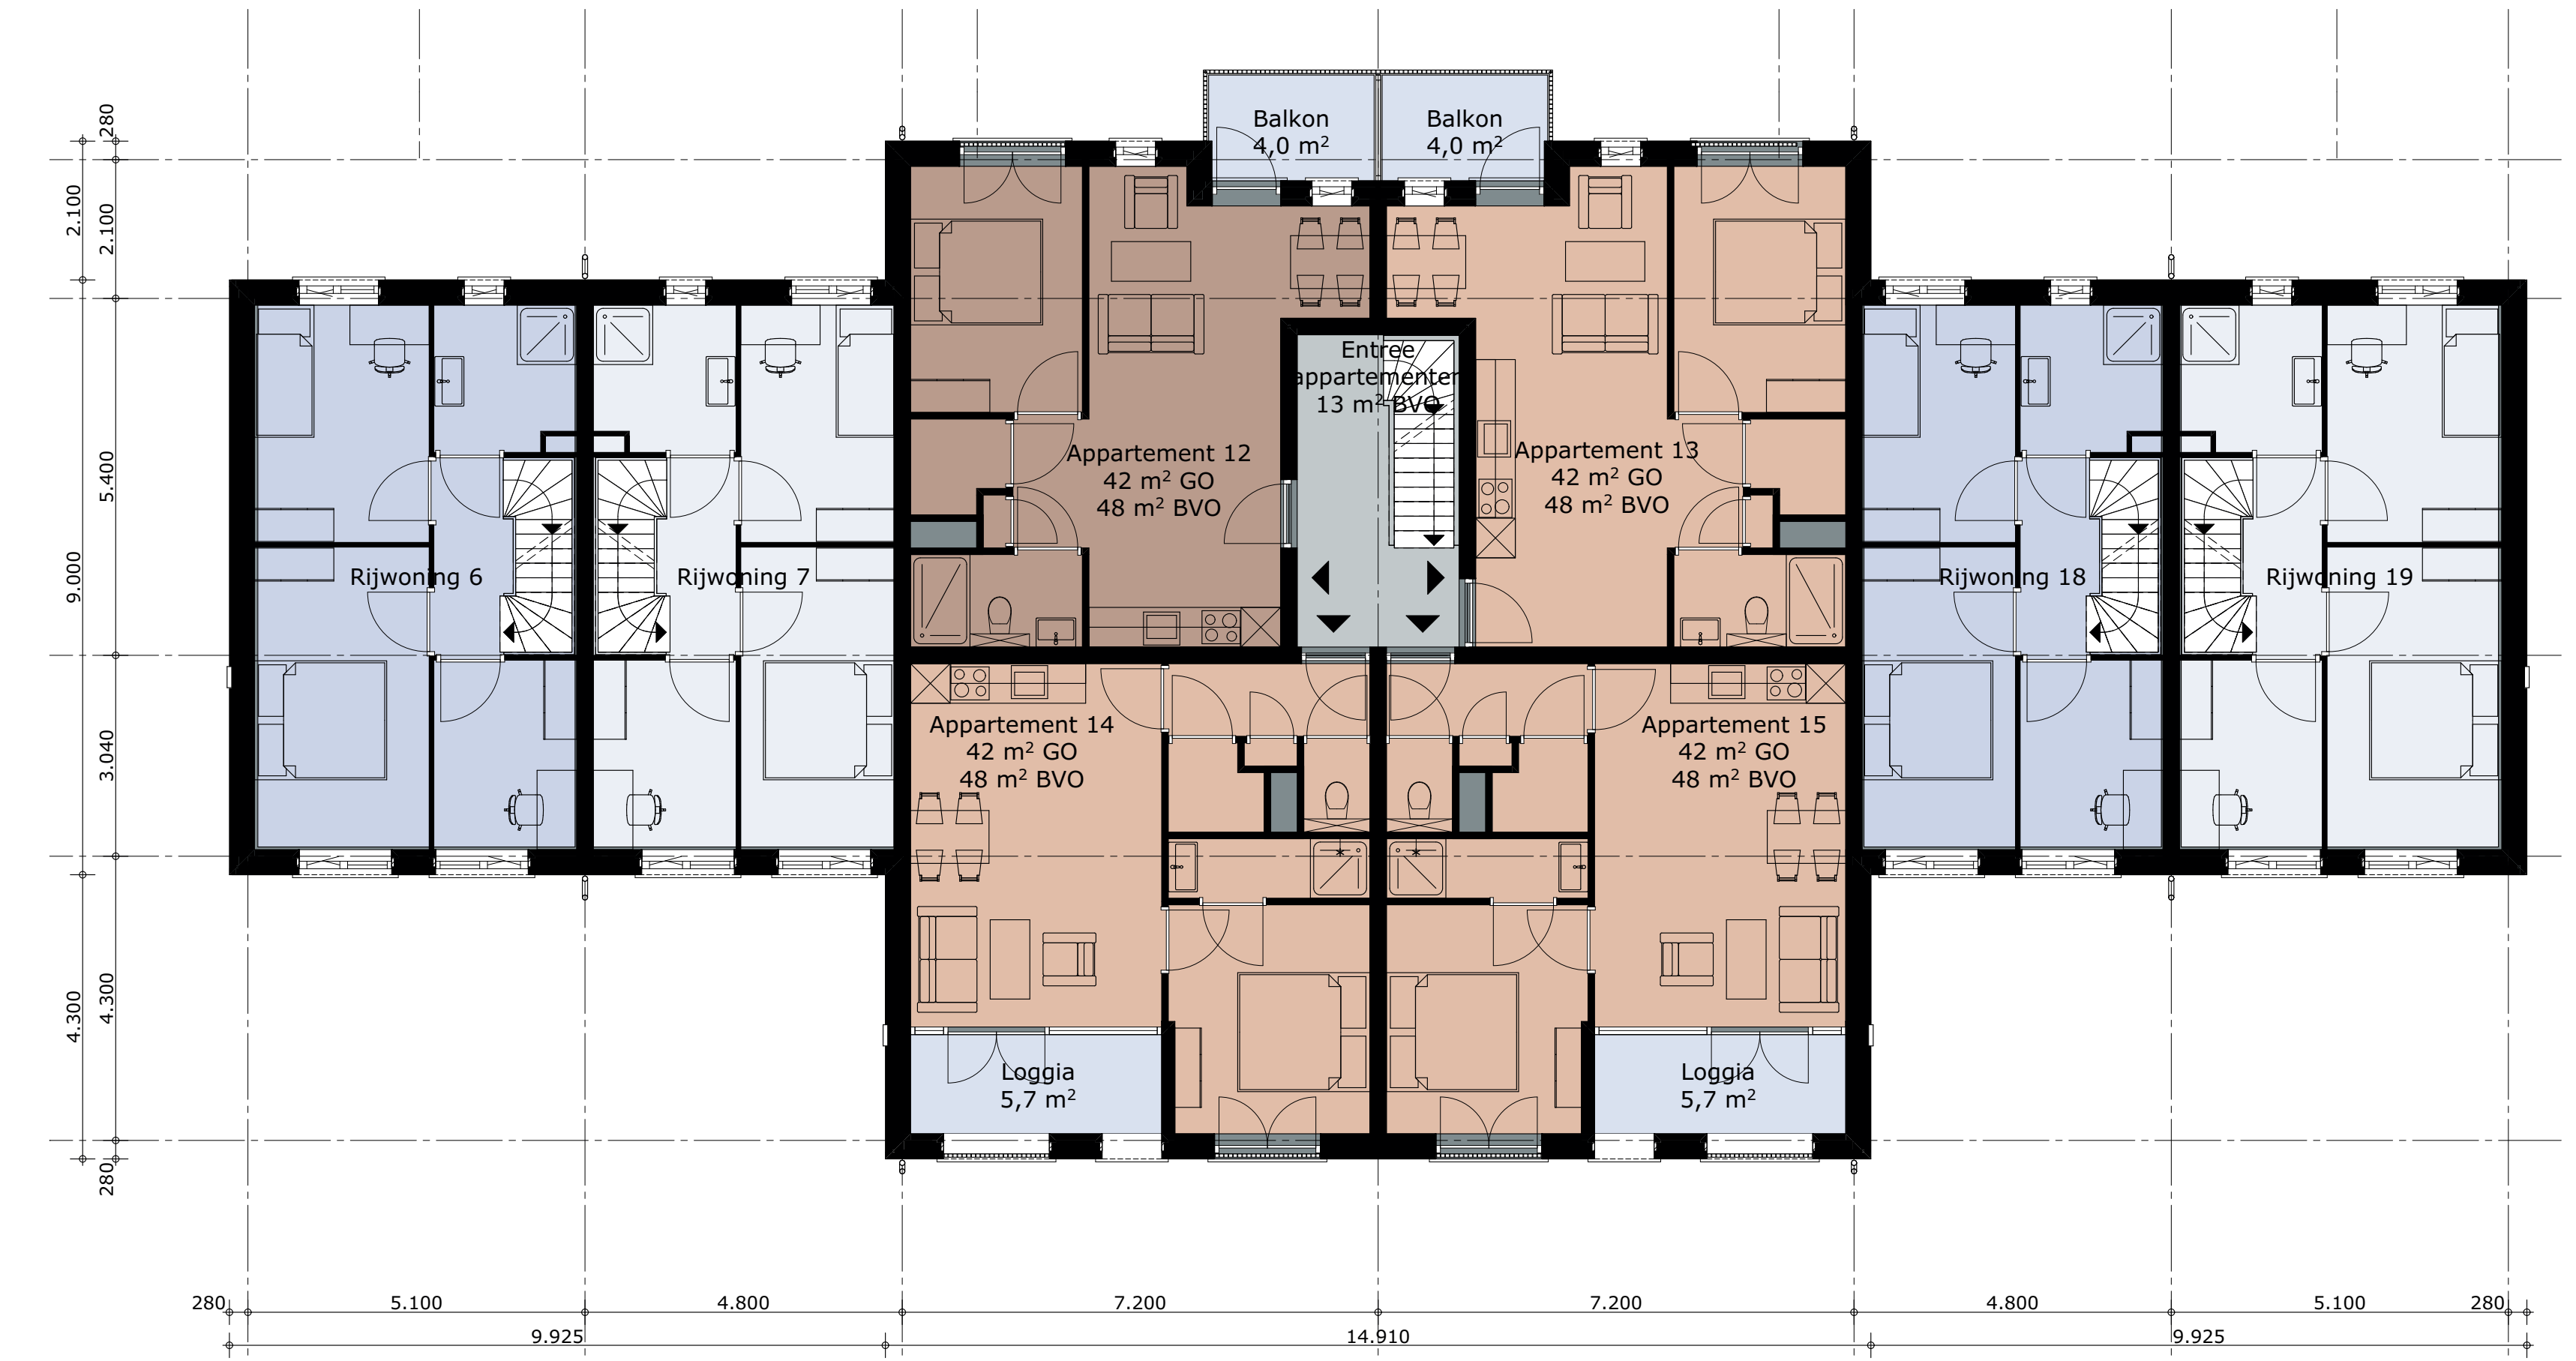 Balkon
4,0 m²
Balkon
4,0 m²
280
2.100
2.100
5.400
9.000
3.040
4.300
4.300
280
Entree
appartementen
13 m² BVO
Appartement 12
42 m² GO
48 m² BVO
Appartement 13
42 m² GO
48 m² BVO
Rijwoning 6
Rijwoning 7
Rijwoning 18
Rijwoning 19
Appartement 14
42 m² GO
48 m² BVO
Appartement 15
42 m² GO
48 m² BVO
Loggia
5,7 m²
Loggia
5,7 m²
280
5.100
4.800
7.200
7.200
4.800
5.100
280
9.925
14.910
9.925